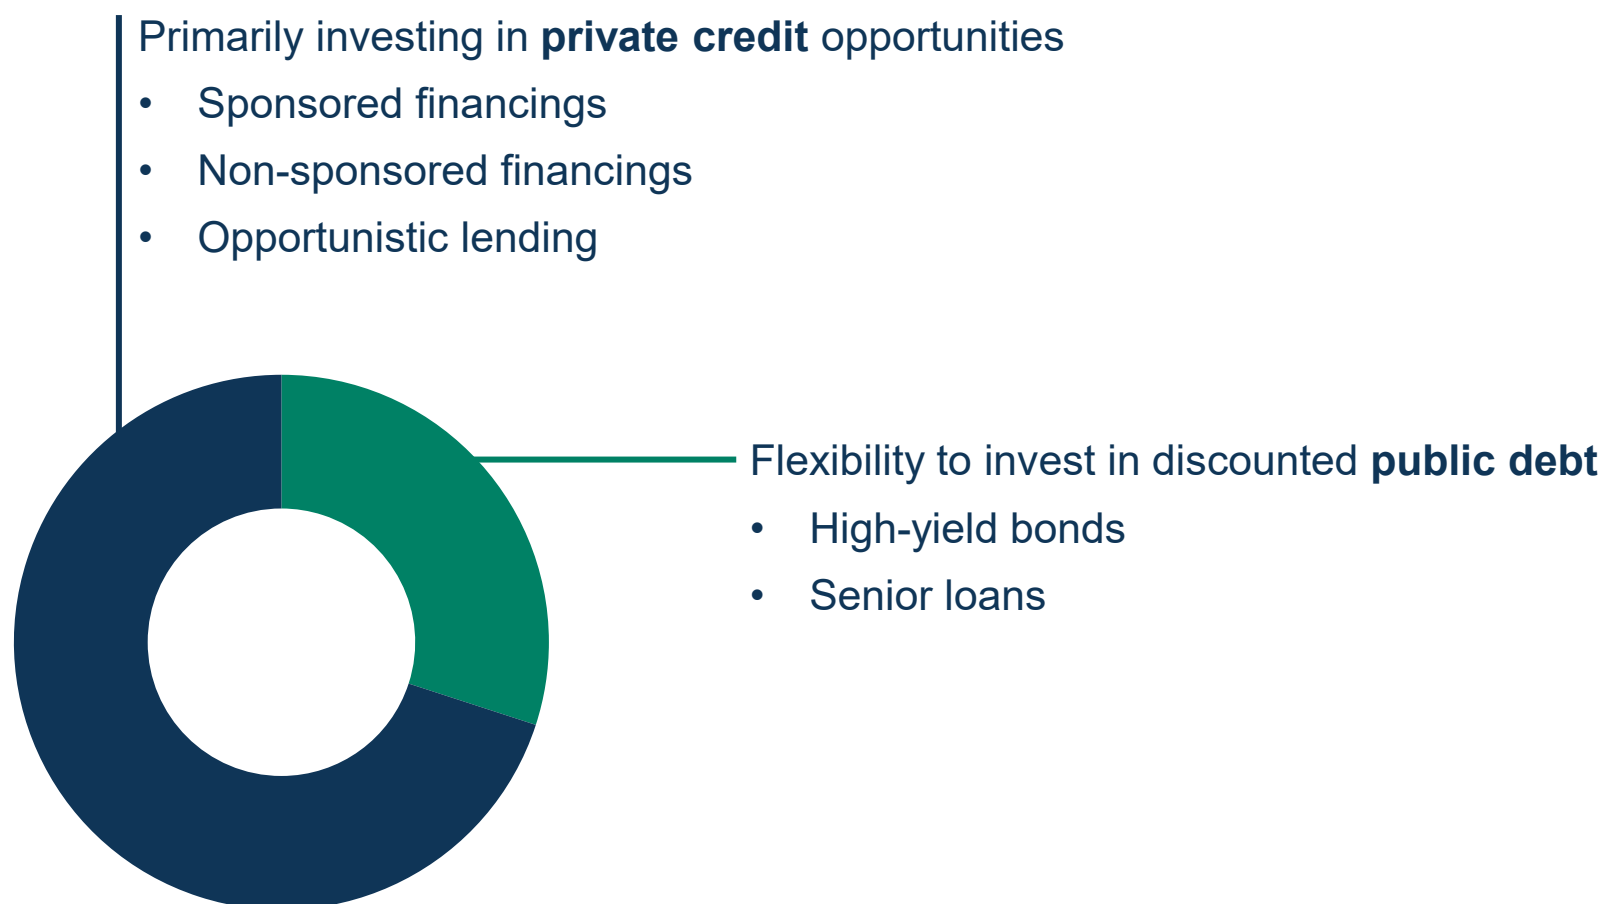 Primarily investing in private credit opportunities
• Sponsored financings
• Non-sponsored financings
• Opportunistic lending
Flexibility to invest in discounted public debt
• High-yield bonds
• Senior loans